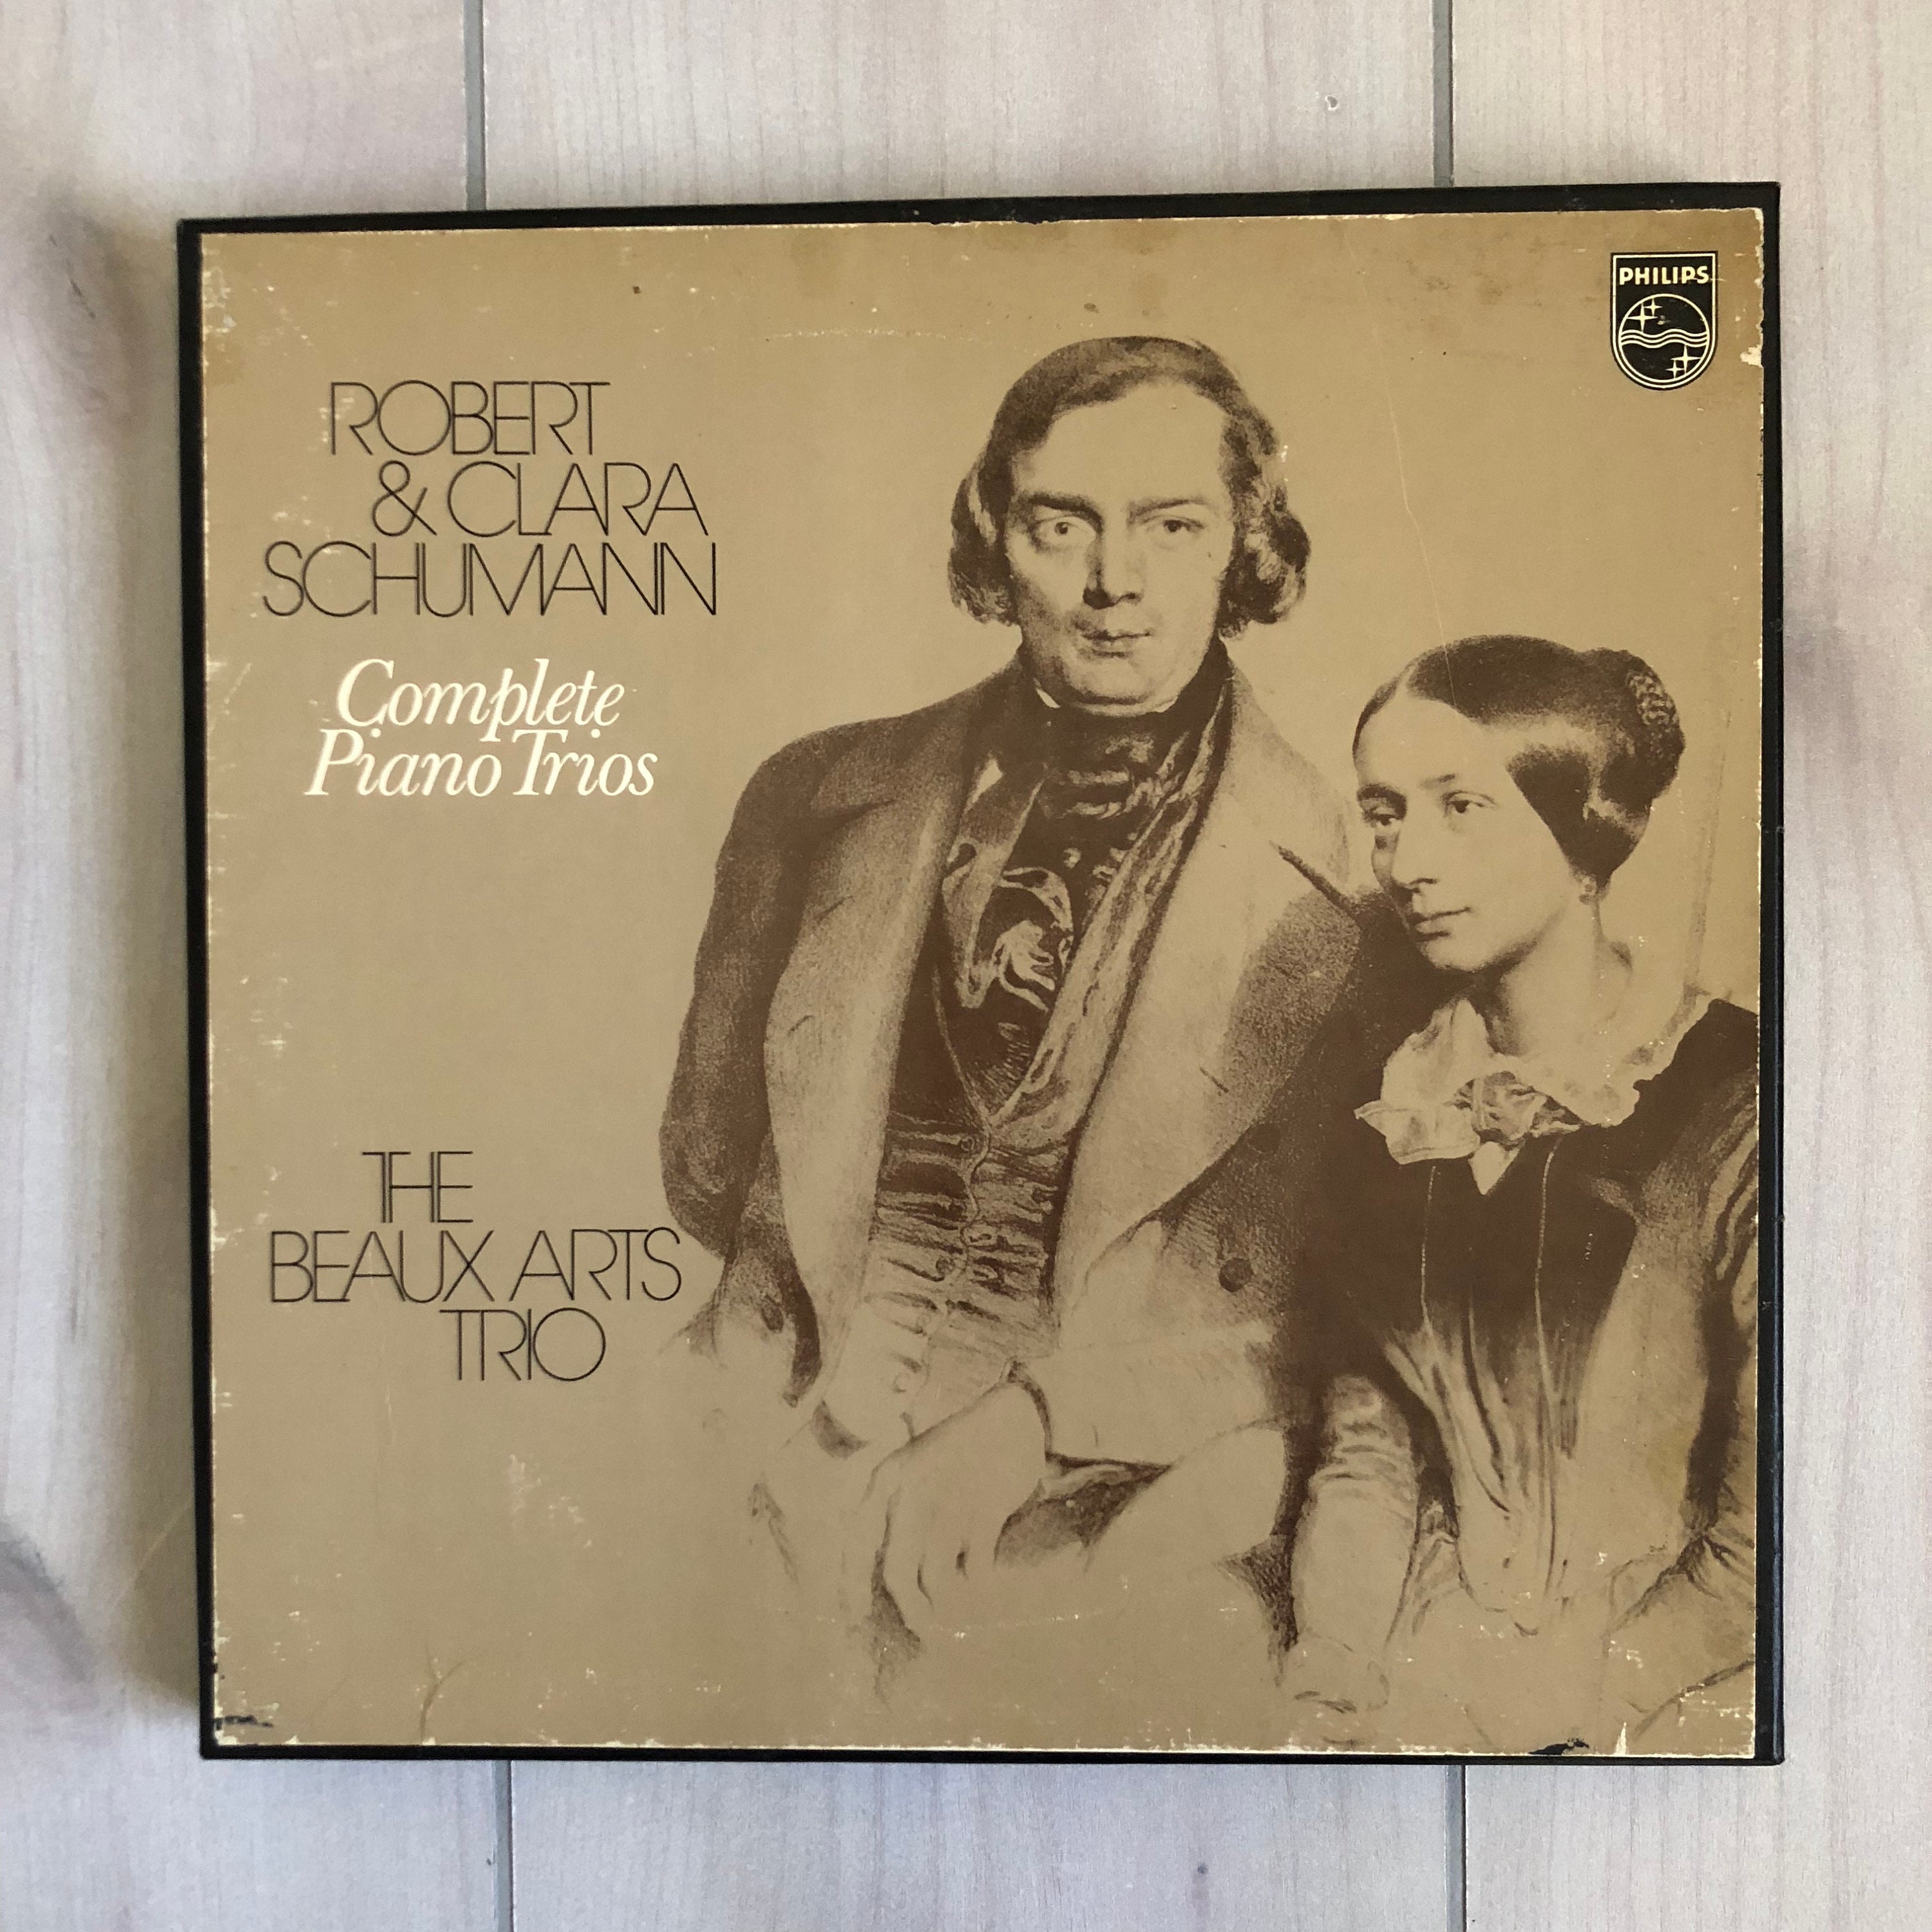 PHILIPS
ROBERT
& CLARA
SCHUMANN
Complete
Piano Trios
THE
BEAUX ARTS
TRIO